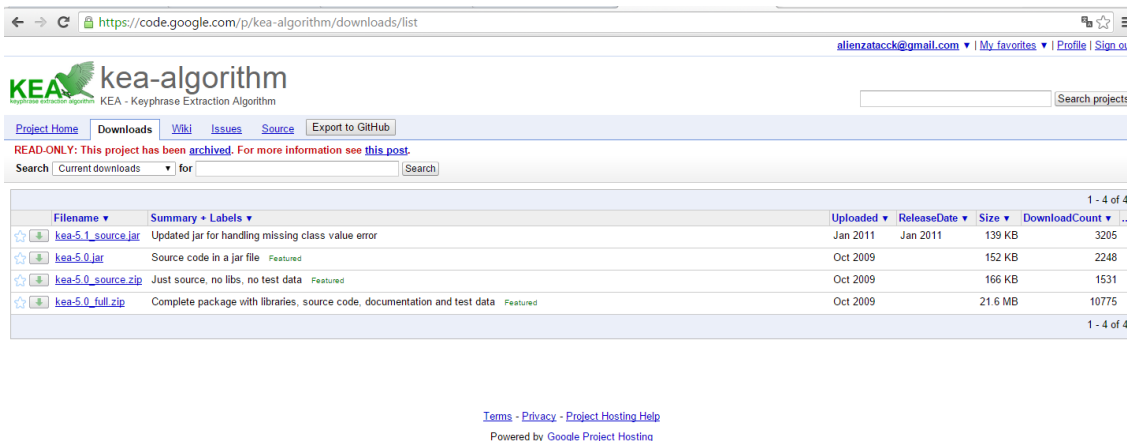 https://code.google.com/p/kea-algorithm/downloads/list
alienzatacck@gmail.com ▼ | My favorites ▼ | Profile | Sign ou
KEA
keyphrase extraction algorithm
kea-algorithm
KEA - Keyphrase Extraction Algorithm
Search projects
Project Home Downloads Wiki Issues Source Export to GitHub
READ-ONLY: This project has been archived. For more information see this post.
Search Current downloads ▼ for Search
1 - 4 of 4
Filename ▼ Summary + Labels ▼ Uploaded ▼ ReleaseDate ▼ Size ▼ DownloadCount ▼ ...
kea-5.1_source.jar Updated jar for handling missing class value error Jan 2011 Jan 2011 139 KB 3205
kea-5.0.jar Source code in a jar file Featured Oct 2009 152 KB 2248
kea-5.0_source.zip Just source, no libs, no test data Featured Oct 2009 166 KB 1531
kea-5.0_full.zip Complete package with libraries, source code, documentation and test data Featured Oct 2009 21.6 MB 10775
1 - 4 of 4
Terms - Privacy - Project Hosting Help
Powered by Google Project Hosting